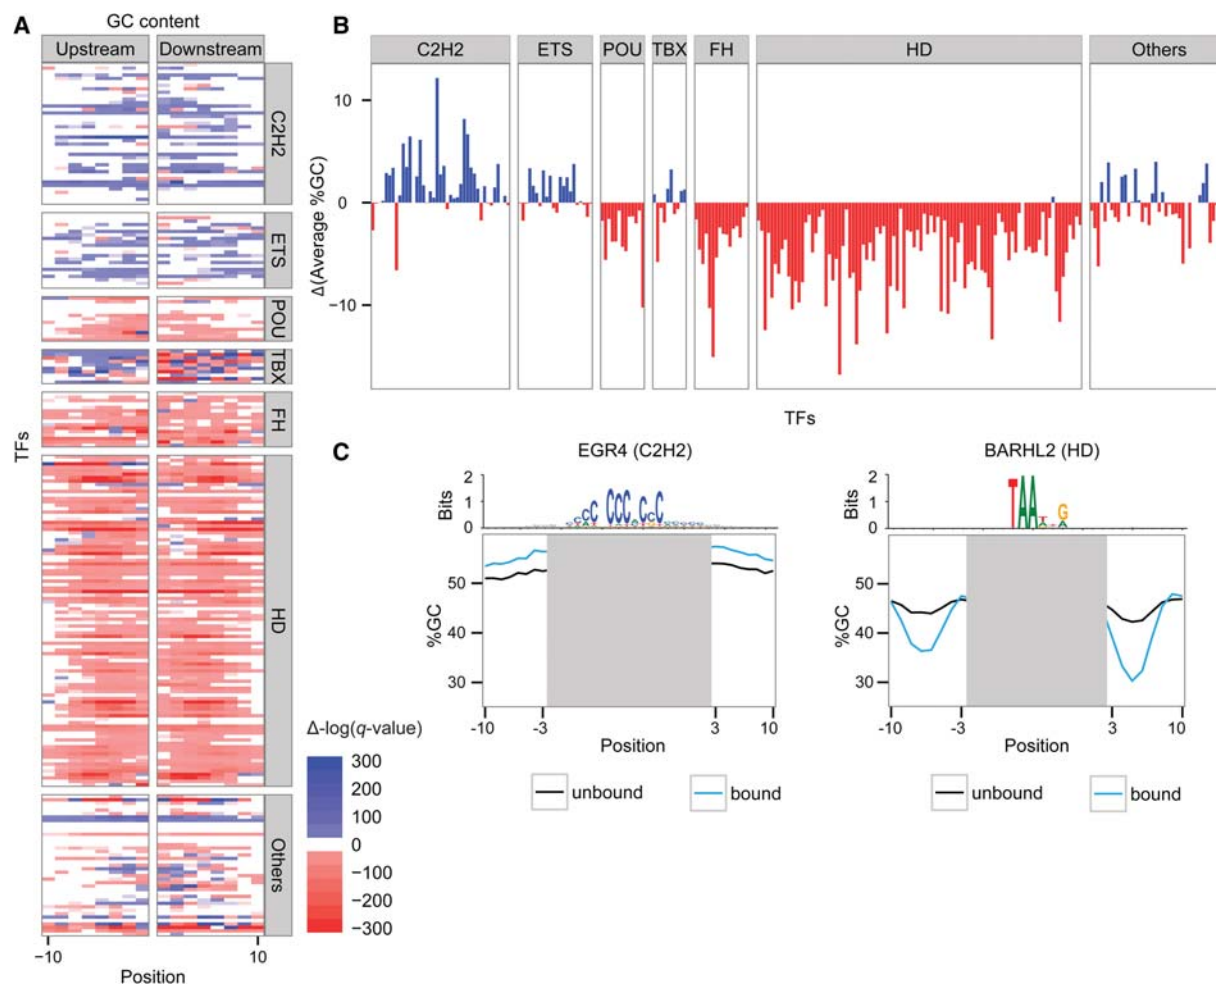 A
GC content
Upstream Downstream
C2H2
ETS
POU
TBX
FH
HD
Others
TFs
−10 10
Position
Δ-log(q-value)
300
200
100
0
−100
−200
−300
B
C2H2 ETS POU TBX FH HD Others
10
0
−10
Δ(Average %GC)
TFs
C
EGR4 (C2H2)
2
1
0
Bits
50
40
30
%GC
-10 -3 3 10
Position
unbound bound
BARHL2 (HD)
2
1
0
Bits
TAA
G
50
40
30
%GC
-10 -3 3 10
Position
unbound bound